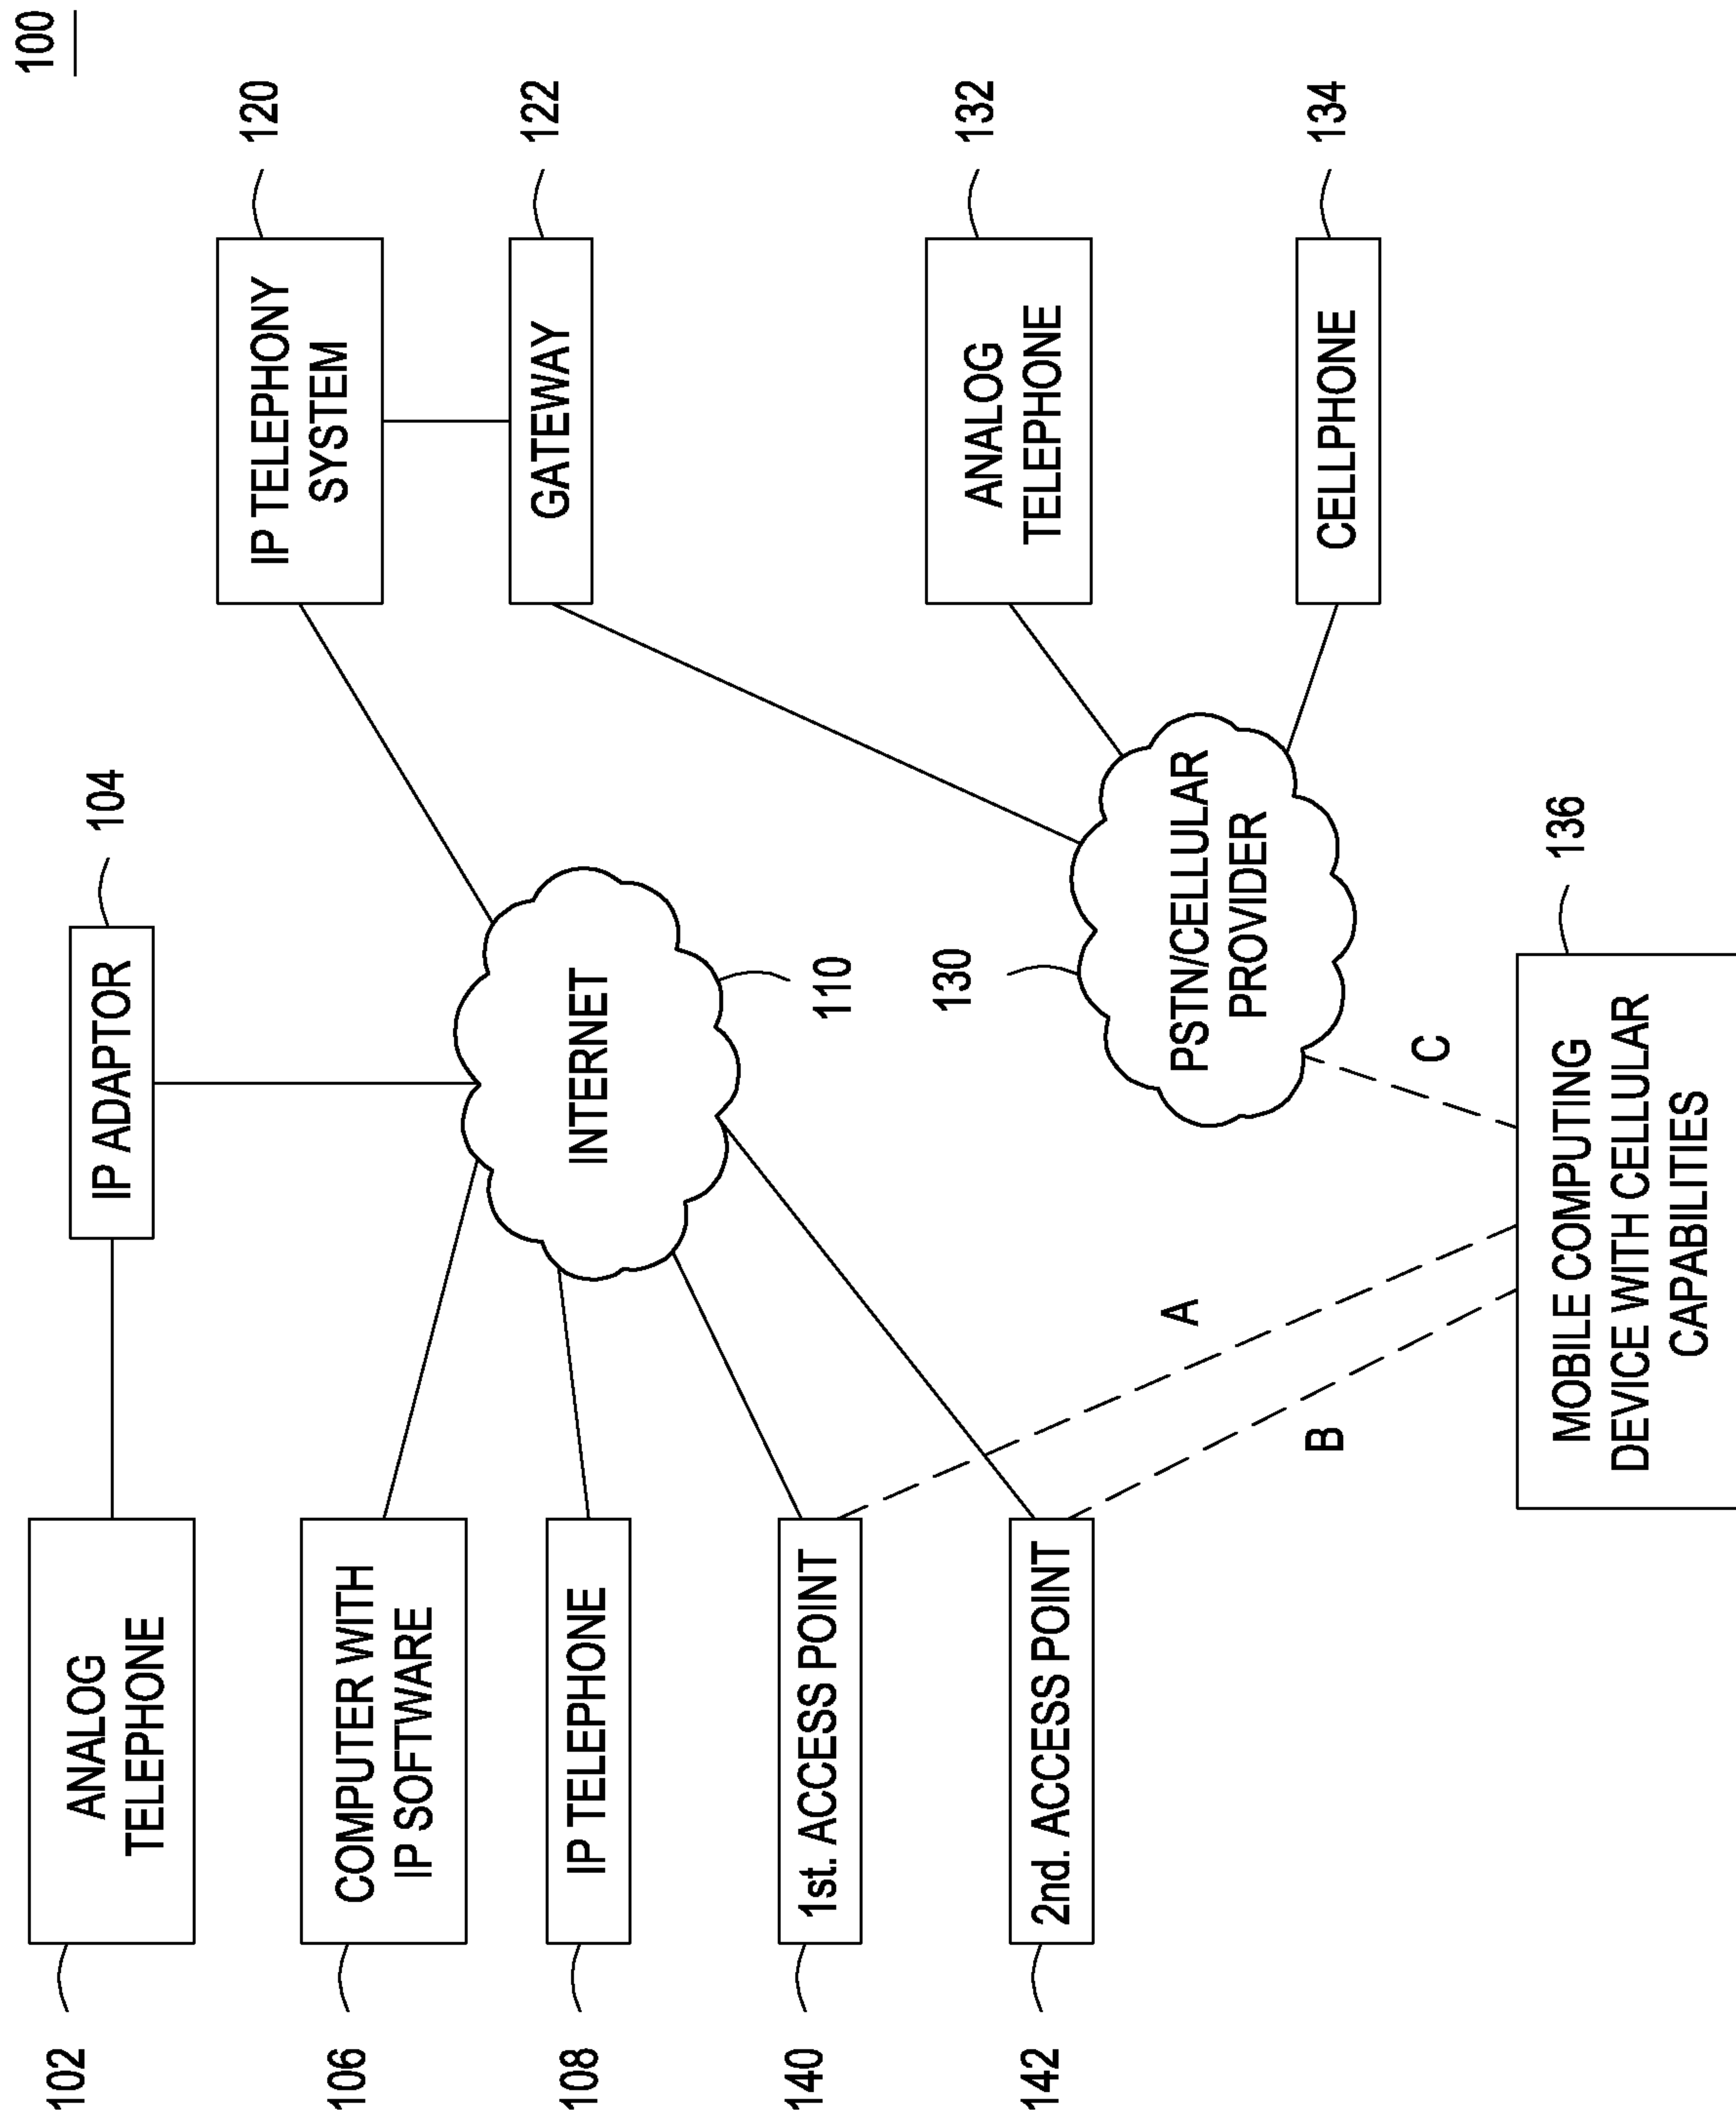 100
102
ANALOG
TELEPHONE
IP ADAPTOR
104
IP TELEPHONY
SYSTEM
120
106
COMPUTER WITH
IP SOFTWARE
108
IP TELEPHONE
INTERNET
110
GATEWAY
122
140
1st. ACCESS POINT
142
2nd. ACCESS POINT
130
PSTN/CELLULAR
PROVIDER
ANALOG
TELEPHONE
132
CELLPHONE
134
A
B
C
MOBILE COMPUTING
DEVICE WITH CELLULAR
CAPABILITIES
136